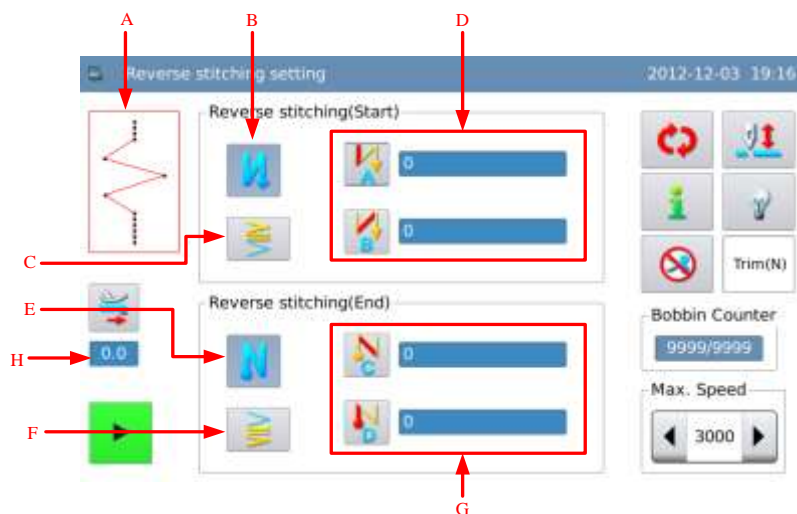 A
B
D
Reverse stitching setting
2012-12-03 19:16
Reverse stitching(Start)
A
0
B
0
C
Trim(N)
E
Reverse stitching(End)
Bobbin Counter
9999/9999
H
0.0
C
0
Max. Speed
3000
F
D
0
G